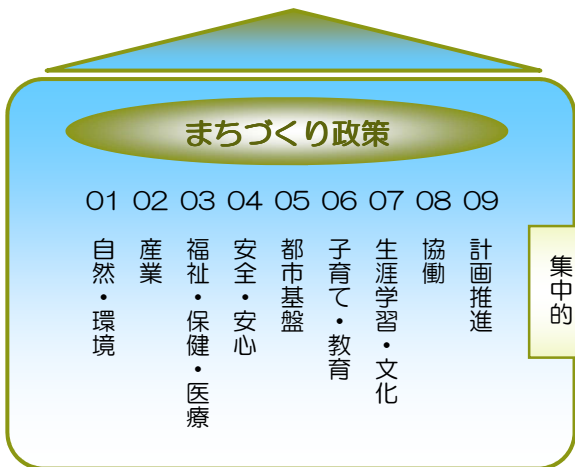 まちづくり政策
01 02 03 04 05 06 07 08 09
自然・環境
産業
福祉・保健・医療
安全・安心
都市基盤
子育て・教育
生涯学習・文化
協働
計画推進
集中的